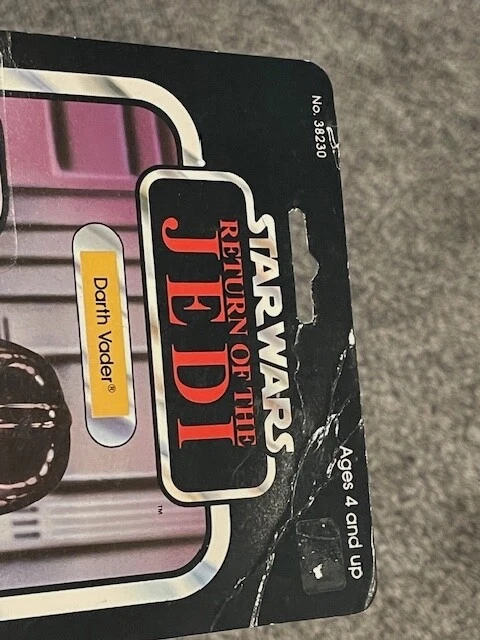 No. 38230
Ages 4 and up
STAR WARS
RETURN OF THE
JEDI
TM
Darth Vader®